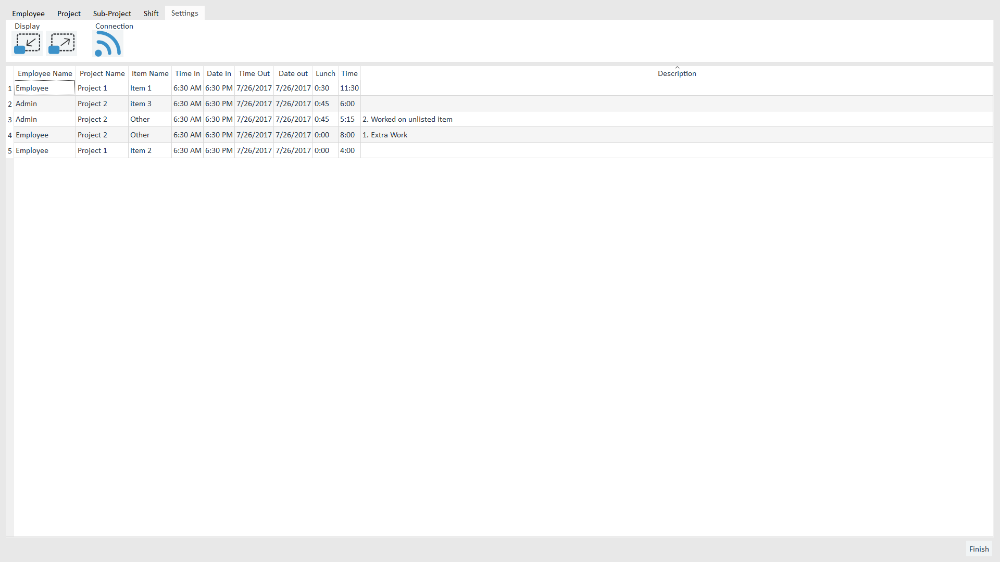 Employee Project Sub-Project Shift Settings
Display Connection
Employee Name Project Name Item Name Time In Date In Time Out Date out Lunch Time Description
1 Employee Project 1 Item 1 6:30 AM 6:30 PM 7/26/2017 7/26/2017 0:30 11:30
2 Admin Project 2 item 3 6:30 AM 6:30 PM 7/26/2017 7/26/2017 0:45 6:00
3 Admin Project 2 Other 6:30 AM 6:30 PM 7/26/2017 7/26/2017 0:45 5:15 2. Worked on unlisted item
4 Employee Project 2 Other 6:30 AM 6:30 PM 7/26/2017 7/26/2017 0:00 8:00 1. Extra Work
5 Employee Project 1 Item 2 6:30 AM 6:30 PM 7/26/2017 7/26/2017 0:00 4:00
Finish